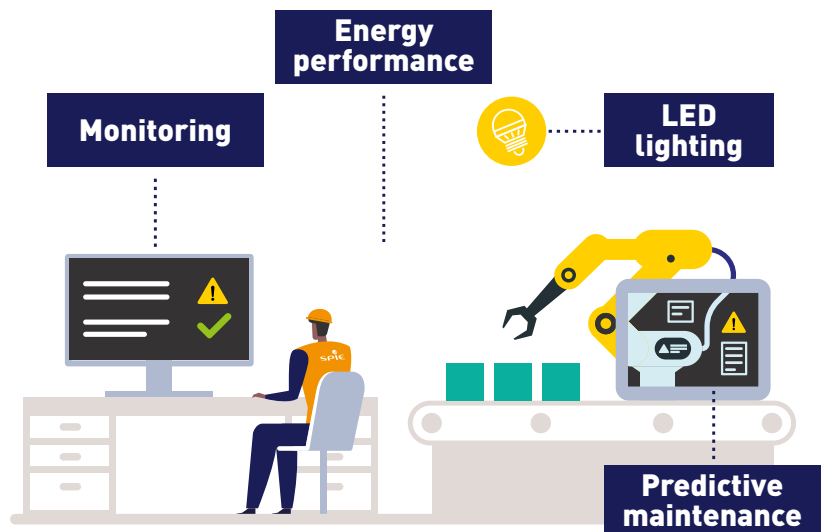 Energy
performance
Monitoring
LED
lighting
SPIE
Predictive
maintenance